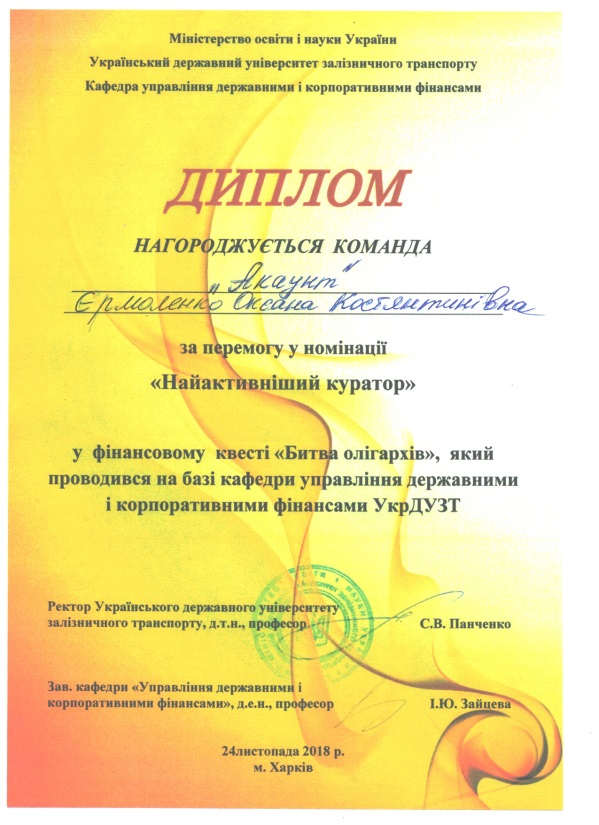 Міністерство освіти і науки України
Український державний університет залізничного транспорту
Кафедра управління державними і корпоративними фінансами
ДИПЛОМ
НАГОРОДЖУЄТЬСЯ КОМАНДА
"Акаунт"
Єрмоленко Оксана Костянтинівна
за перемогу у номінації
«Найактивніший куратор»
у фінансовому квесті «Битва олігархів», який
проводився на базі кафедри управління державними
і корпоративними фінансами УкрДУЗТ
Ректор Українського державного університету
залізничного транспорту, д.т.н., професор С.В. Панченко
Зав. кафедри «Управління державними і
корпоративними фінансами», д.е.н., професор І.Ю. Зайцева
24листопада 2018 р.
м. Харків